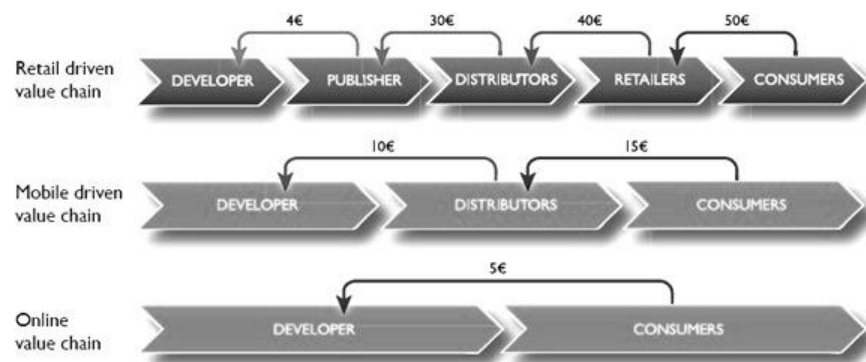 4€ 30€ 40€ 50€
Retail driven
value chain
DEVELOPER PUBLISHER DISTRIBUTORS RETAILERS CONSUMERS
10€ 15€
Mobile driven
value chain
DEVELOPER DISTRIBUTORS CONSUMERS
5€
Online
value chain
DEVELOPER CONSUMERS